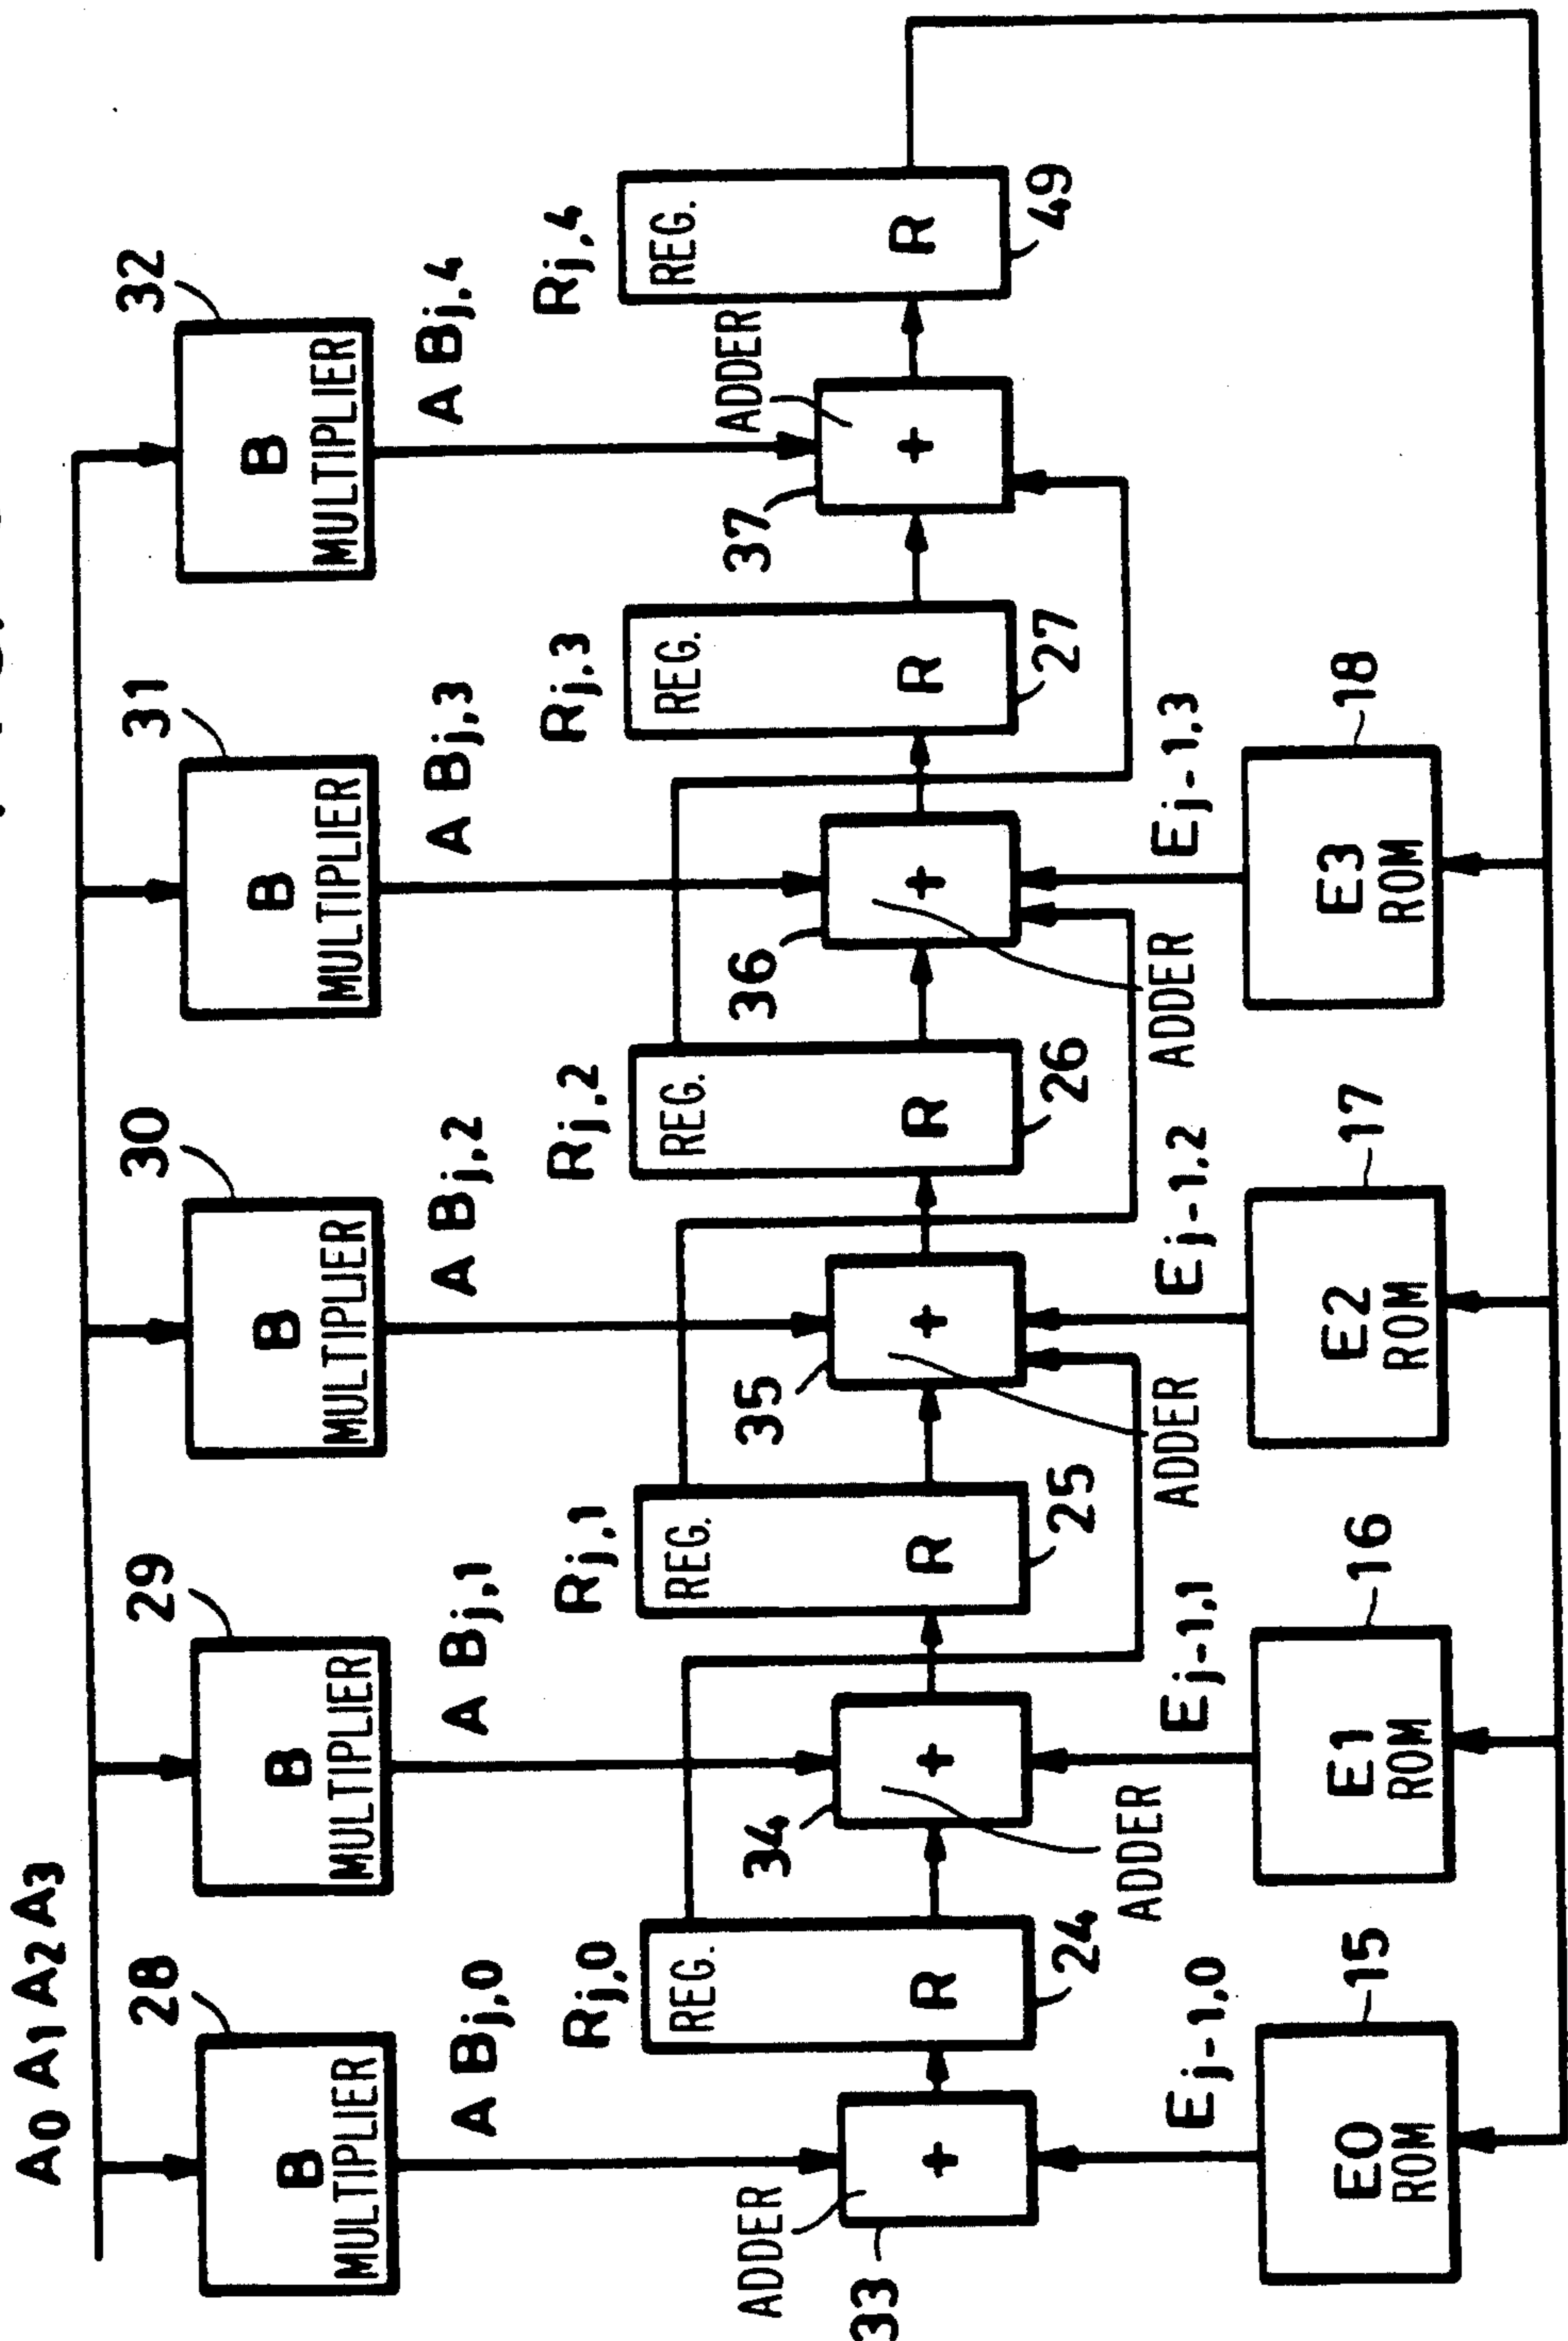 A0 A1 A2 A3
28
29
30
31
32
B
MULTIPLIER
B
MULTIPLIER
B
MULTIPLIER
B
MULTIPLIER
B
MULTIPLIER
A Bj,0
A Bj,1
A Bj,2
A Bj,3
A Bj,4
Rj,0
Rj,1
Rj,2
Rj,3
Rj,4
REG.
R
24
REG.
R
25
REG.
R
26
REG.
R
27
REG.
R
49
ADDER
33
+
34
+
ADDER
35
+
ADDER
36
+
ADDER
37
+
ADDER
Ej-1,0
Ej-1,1
Ej-1,2
Ej-1,3
15
16
17
18
E0
ROM
E1
ROM
E2
ROM
E3
ROM